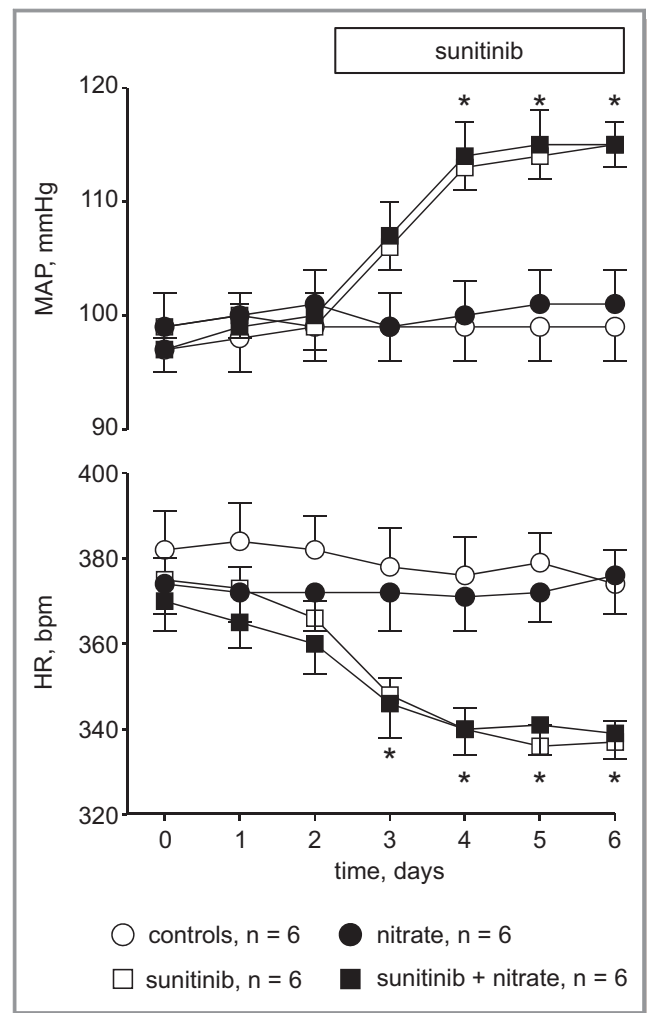 sunitinib
120
* * *
110
MAP, mmHg
100
90
400
380
HR, bpm
360
340
* * * *
320
0 1 2 3 4 5 6
time, days
controls, n = 6 nitrate, n = 6
sunitinib, n = 6 sunitinib + nitrate, n = 6